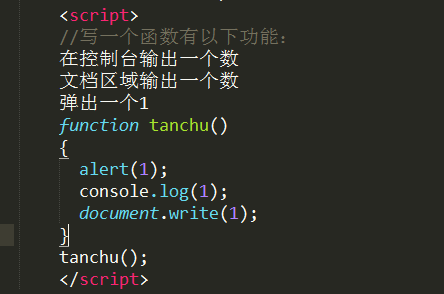 <script>
//写一个函数有以下功能：
在控制台输出一个数
文档区域输出一个数
弹出一个1
function tanchu()
{
alert(1);
console.log(1);
document.write(1);
}
tanchu();
</script>